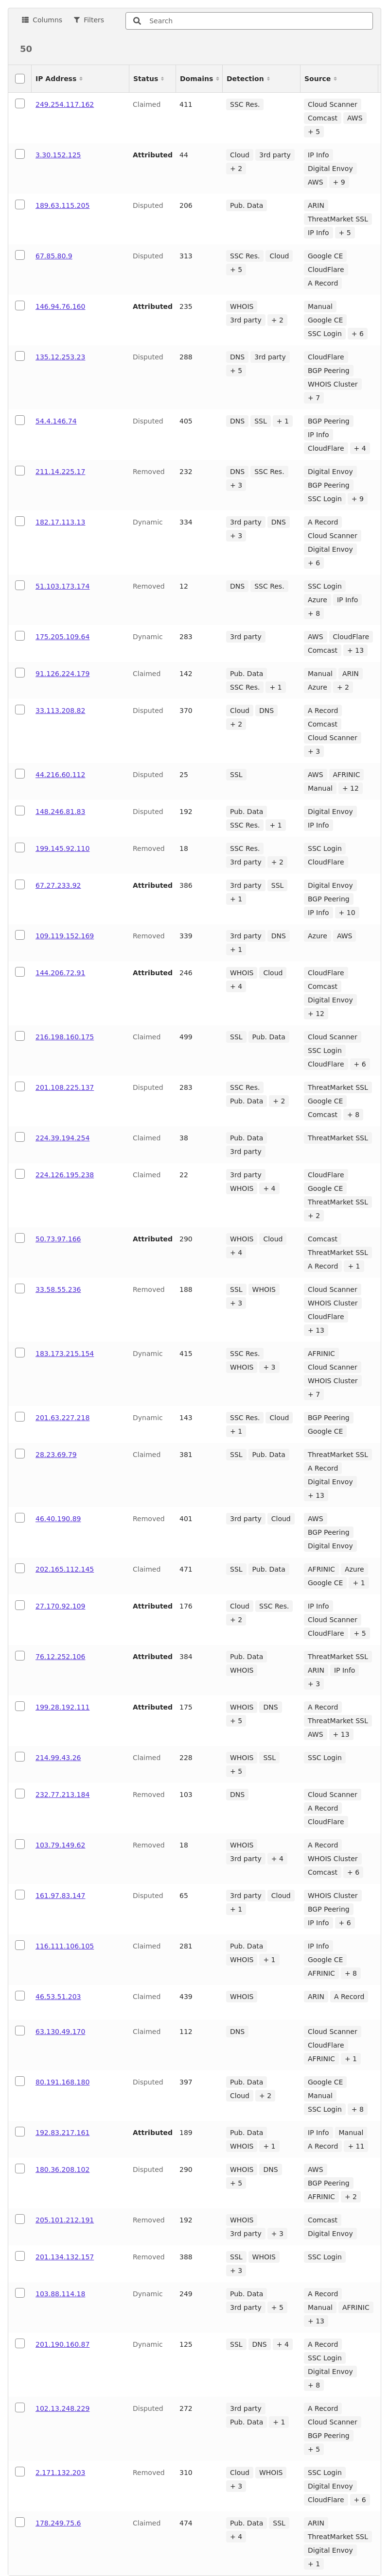 Columns Filters Search
50
IP Address Status Domains Detection Source
249.254.117.162 Claimed 411 SSC Res. Cloud Scanner
Comcast AWS
+ 5
3.30.152.125 Attributed 44 Cloud 3rd party IP Info
+ 2 Digital Envoy
AWS + 9
189.63.115.205 Disputed 206 Pub. Data ARIN
ThreatMarket SSL
IP Info + 5
67.85.80.9 Disputed 313 SSC Res. Cloud Google CE
+ 5 CloudFlare
A Record
146.94.76.160 Attributed 235 WHOIS Manual
3rd party + 2 Google CE
SSC Login + 6
135.12.253.23 Disputed 288 DNS 3rd party CloudFlare
+ 5 BGP Peering
WHOIS Cluster
+ 7
54.4.146.74 Disputed 405 DNS SSL + 1 BGP Peering
IP Info
CloudFlare + 4
211.14.225.17 Removed 232 DNS SSC Res. Digital Envoy
+ 3 BGP Peering
SSC Login + 9
182.17.113.13 Dynamic 334 3rd party DNS A Record
+ 3 Cloud Scanner
Digital Envoy
+ 6
51.103.173.174 Removed 12 DNS SSC Res. SSC Login
Azure IP Info
+ 8
175.205.109.64 Dynamic 283 3rd party AWS CloudFlare
Comcast + 13
91.126.224.179 Claimed 142 Pub. Data Manual ARIN
SSC Res. + 1 Azure + 2
33.113.208.82 Disputed 370 Cloud DNS A Record
+ 2 Comcast
Cloud Scanner
+ 3
44.216.60.112 Disputed 25 SSL AWS AFRINIC
Manual + 12
148.246.81.83 Disputed 192 Pub. Data Digital Envoy
SSC Res. + 1 IP Info
199.145.92.110 Removed 18 SSC Res. SSC Login
3rd party + 2 CloudFlare
67.27.233.92 Attributed 386 3rd party SSL Digital Envoy
+ 1 BGP Peering
IP Info + 10
109.119.152.169 Removed 339 3rd party DNS Azure AWS
+ 1
144.206.72.91 Attributed 246 WHOIS Cloud CloudFlare
+ 4 Comcast
Digital Envoy
+ 12
216.198.160.175 Claimed 499 SSL Pub. Data Cloud Scanner
SSC Login
CloudFlare + 6
201.108.225.137 Disputed 283 SSC Res. ThreatMarket SSL
Pub. Data + 2 Google CE
Comcast + 8
224.39.194.254 Claimed 38 Pub. Data ThreatMarket SSL
3rd party
224.126.195.238 Claimed 22 3rd party CloudFlare
WHOIS + 4 Google CE
ThreatMarket SSL
+ 2
50.73.97.166 Attributed 290 WHOIS Cloud Comcast
+ 4 ThreatMarket SSL
A Record + 1
33.58.55.236 Removed 188 SSL WHOIS Cloud Scanner
+ 3 WHOIS Cluster
CloudFlare
+ 13
183.173.215.154 Dynamic 415 SSC Res. AFRINIC
WHOIS + 3 Cloud Scanner
WHOIS Cluster
+ 7
201.63.227.218 Dynamic 143 SSC Res. Cloud BGP Peering
+ 1 Google CE
28.23.69.79 Claimed 381 SSL Pub. Data ThreatMarket SSL
A Record
Digital Envoy
+ 13
46.40.190.89 Removed 401 3rd party Cloud AWS
BGP Peering
Digital Envoy
202.165.112.145 Claimed 471 SSL Pub. Data AFRINIC Azure
Google CE + 1
27.170.92.109 Attributed 176 Cloud SSC Res. IP Info
+ 2 Cloud Scanner
CloudFlare + 5
76.12.252.106 Attributed 384 Pub. Data ThreatMarket SSL
WHOIS ARIN IP Info
+ 3
199.28.192.111 Attributed 175 WHOIS DNS A Record
+ 5 ThreatMarket SSL
AWS + 13
214.99.43.26 Claimed 228 WHOIS SSL SSC Login
+ 5
232.77.213.184 Removed 103 DNS Cloud Scanner
A Record
CloudFlare
103.79.149.62 Removed 18 WHOIS A Record
3rd party + 4 WHOIS Cluster
Comcast + 6
161.97.83.147 Disputed 65 3rd party Cloud WHOIS Cluster
+ 1 BGP Peering
IP Info + 6
116.111.106.105 Claimed 281 Pub. Data IP Info
WHOIS + 1 Google CE
AFRINIC + 8
46.53.51.203 Claimed 439 WHOIS ARIN A Record
63.130.49.170 Claimed 112 DNS Cloud Scanner
CloudFlare
AFRINIC + 1
80.191.168.180 Disputed 397 Pub. Data Google CE
Cloud + 2 Manual
SSC Login + 8
192.83.217.161 Attributed 189 Pub. Data IP Info Manual
WHOIS + 1 A Record + 11
180.36.208.102 Disputed 290 WHOIS DNS AWS
+ 5 BGP Peering
AFRINIC + 2
205.101.212.191 Removed 192 WHOIS Comcast
3rd party + 3 Digital Envoy
201.134.132.157 Removed 388 SSL WHOIS SSC Login
+ 3
103.88.114.18 Dynamic 249 Pub. Data A Record
3rd party + 5 Manual AFRINIC
+ 13
201.190.160.87 Dynamic 125 SSL DNS + 4 A Record
SSC Login
Digital Envoy
+ 8
102.13.248.229 Disputed 272 3rd party A Record
Pub. Data + 1 Cloud Scanner
BGP Peering
+ 5
2.171.132.203 Removed 310 Cloud WHOIS SSC Login
+ 3 Digital Envoy
CloudFlare + 6
178.249.75.6 Claimed 474 Pub. Data SSL ARIN
+ 4 ThreatMarket SSL
Digital Envoy
+ 1